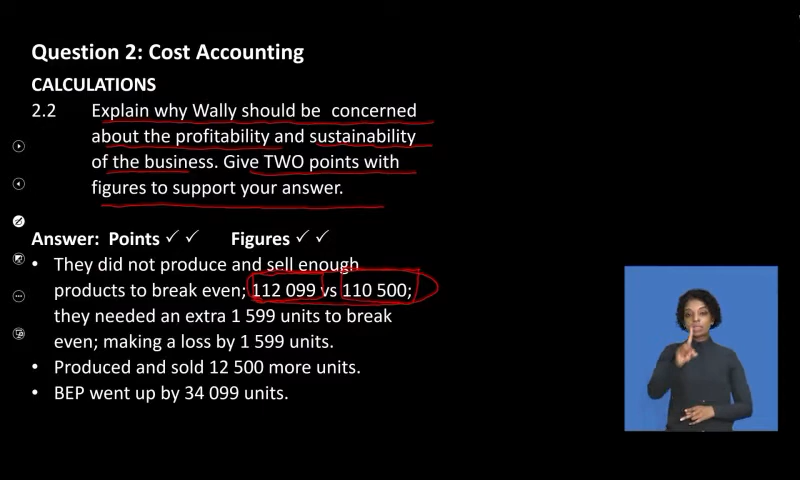 Question 2: Cost Accounting
CALCULATIONS
2.2 Explain why Wally should be concerned
about the profitability and sustainability
of the business. Give TWO points with
figures to support your answer.
Answer: Points ✓ ✓ Figures ✓ ✓
• They did not produce and sell enough
products to break even; 112 099 vs 110 500;
they needed an extra 1 599 units to break
even; making a loss by 1 599 units.
• Produced and sold 12 500 more units.
• BEP went up by 34 099 units.